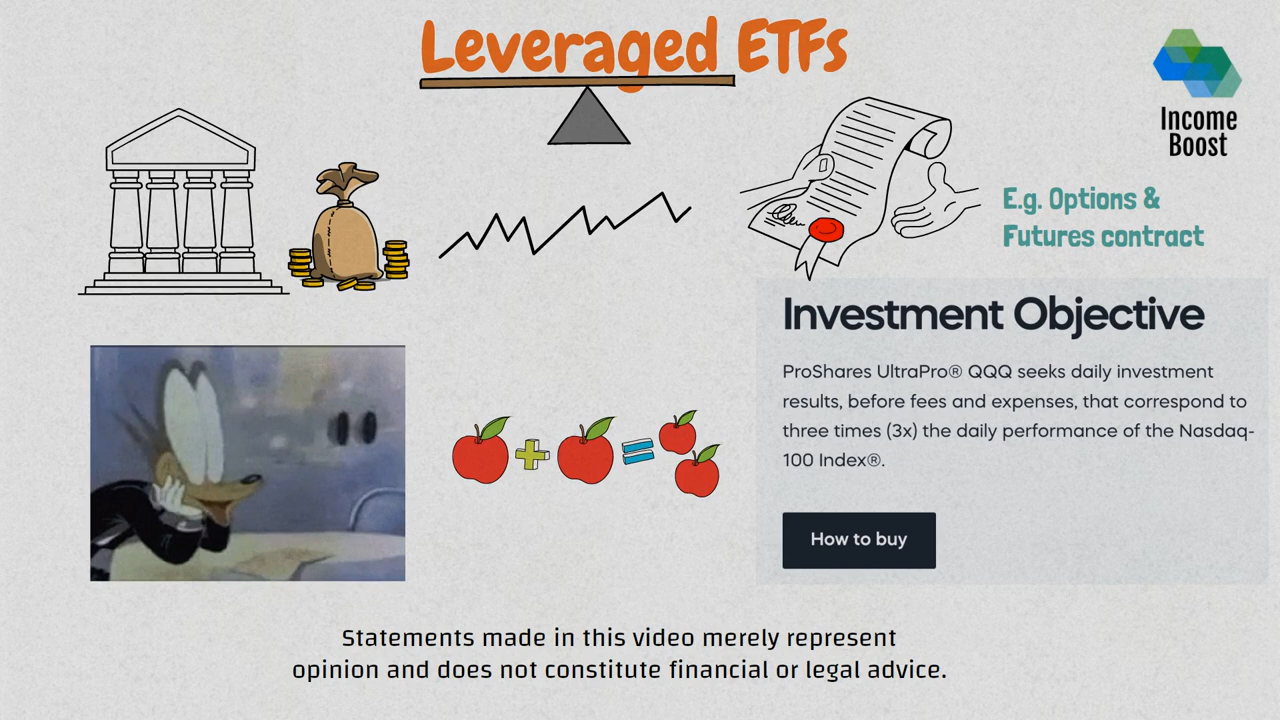 Leveraged ETFs
Income
Boost
E.g. Options &
Futures contract
Investment Objective
ProShares UltraPro® QQQ seeks daily investment
results, before fees and expenses, that correspond to
three times (3x) the daily performance of the Nasdaq-
100 Index®.
How to buy
Statements made in this video merely represent
opinion and does not constitute financial or legal advice.